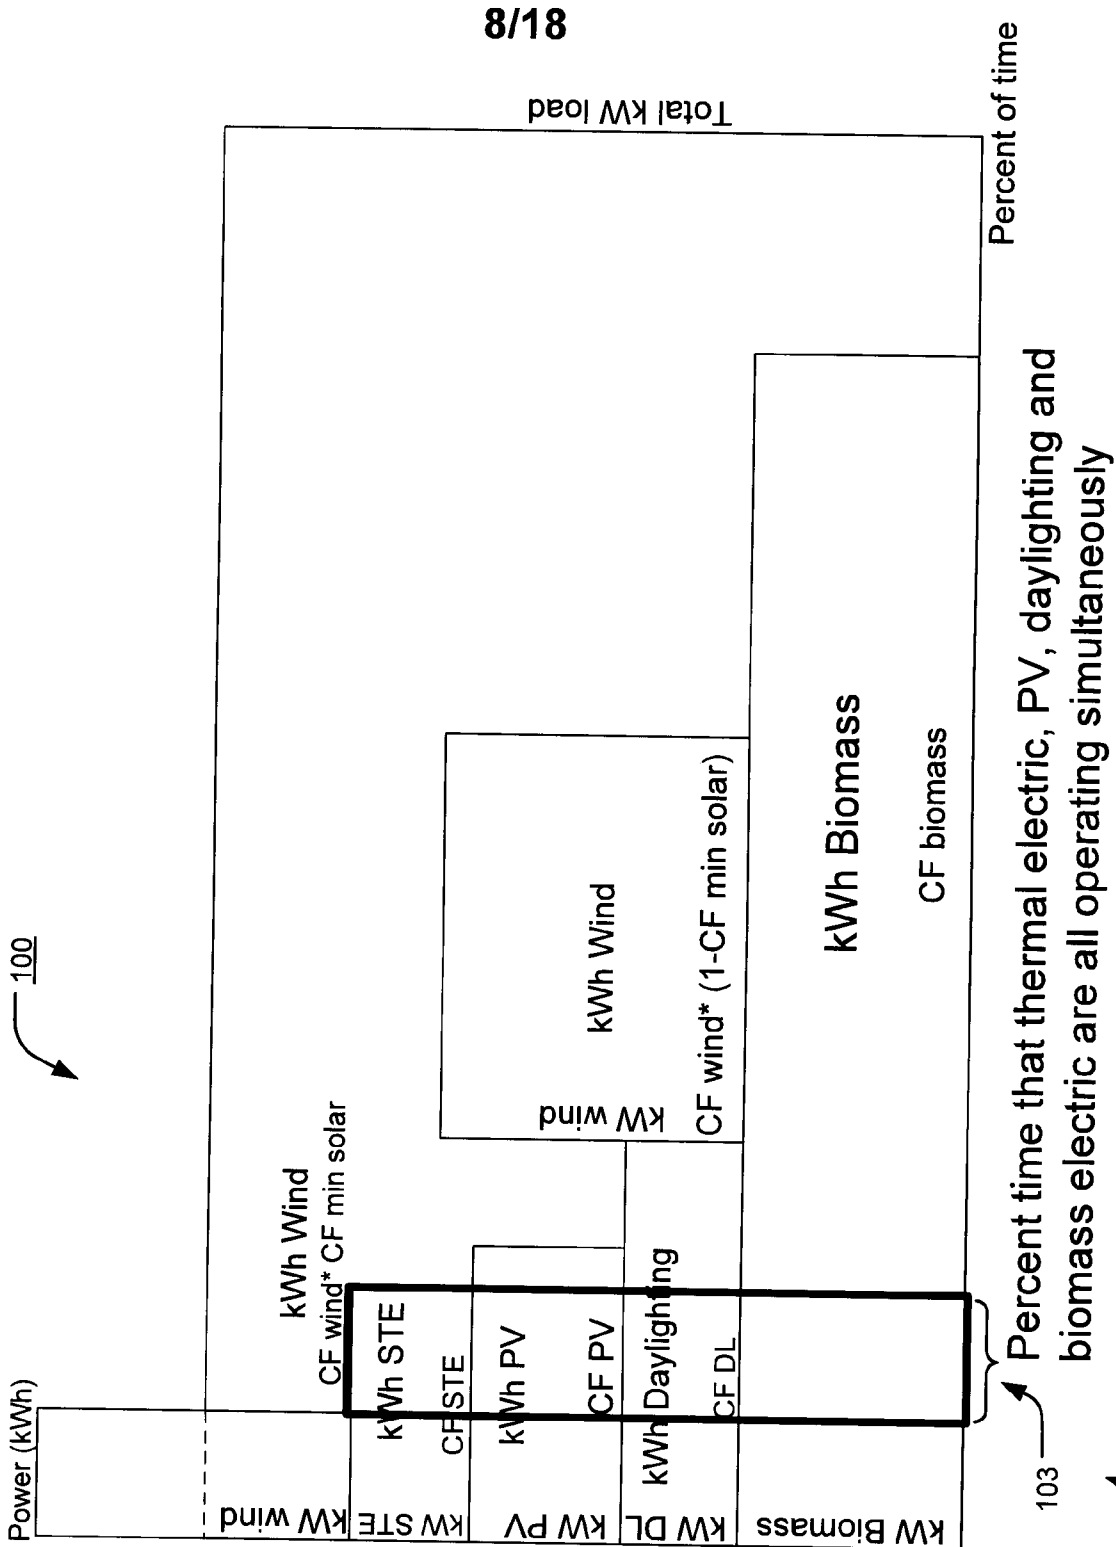 8/18
100
Power (kWh)
Total kW load
kWh Wind
CF wind* CF min solar
kW wind
kWh STE
CF STE
kW STE
kWh PV
CF PV
kW PV
kWh Daylighting
CF DL
kW DL
kWh Wind
kW wind
CF wind* (1-CF min solar)
kWh Biomass
CF biomass
kW Biomass
Percent of time
103
Percent time that thermal electric, PV, daylighting and
biomass electric are all operating simultaneously